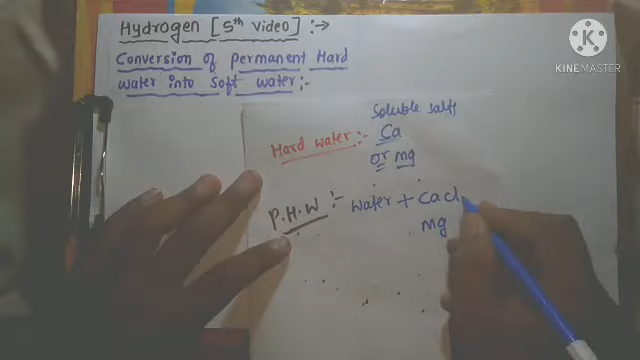 Hydrogen [5th video] :→
Conversion of permanent Hard
water into soft water :-
Soluble salts
Hard water :- Ca
or mg
P.H.W :- water + Cacl
mg
KINEMASTER